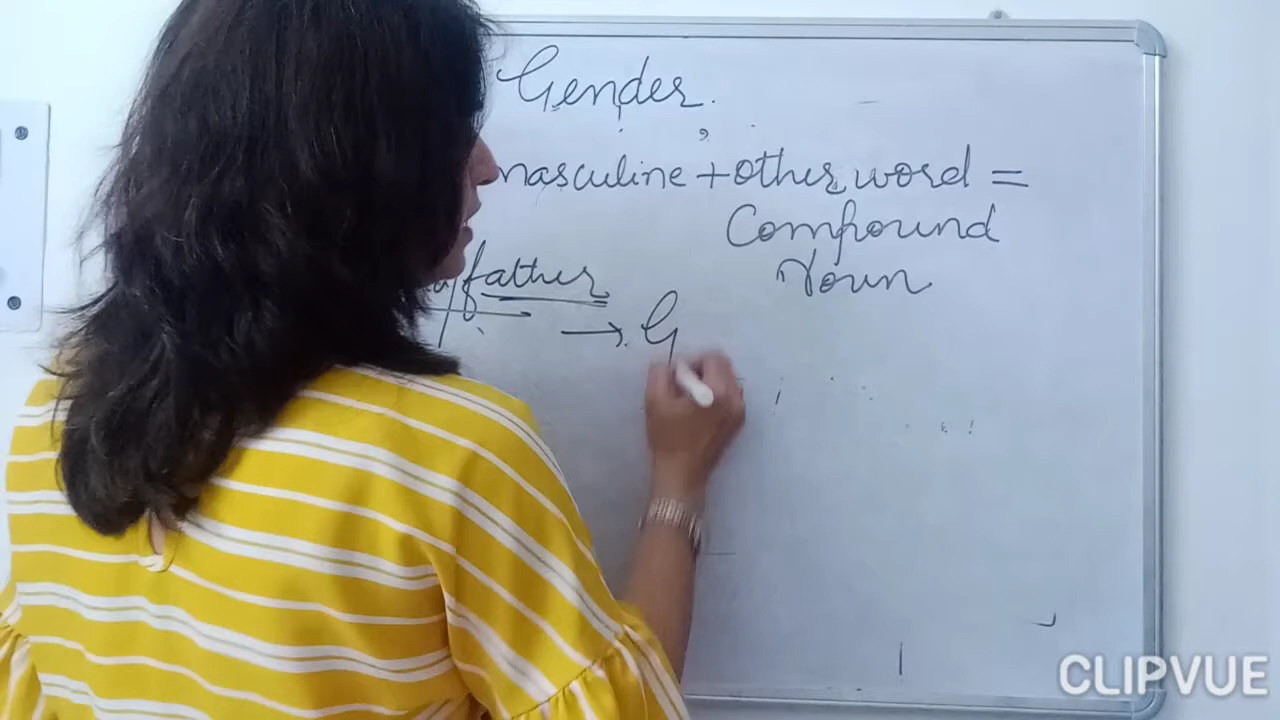 Gender.
masculine + other word =
Compound
Noun
father
→ G
CLIPVUE